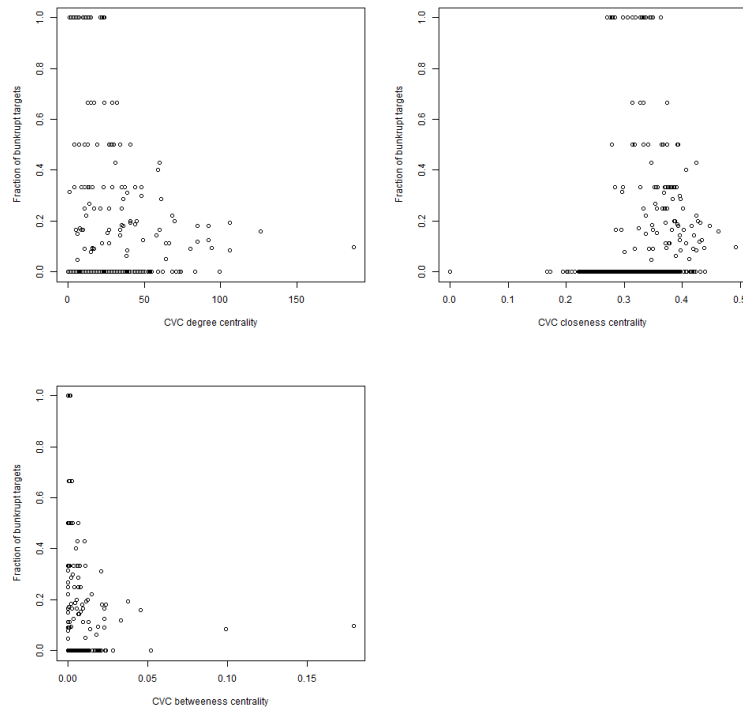 Fraction of bunkrupt targets
1.0
0.8
0.6
0.4
0.2
0.0
0 50 100 150
CVC degree centrality
Fraction of bunkrupt targets
1.0
0.8
0.6
0.4
0.2
0.0
0.0 0.1 0.2 0.3 0.4 0.5
CVC closeness centrality
Fraction of bankrupt targets
1.0
0.8
0.6
0.4
0.2
0.0
0.00 0.05 0.10 0.15
CVC betweeness centrality